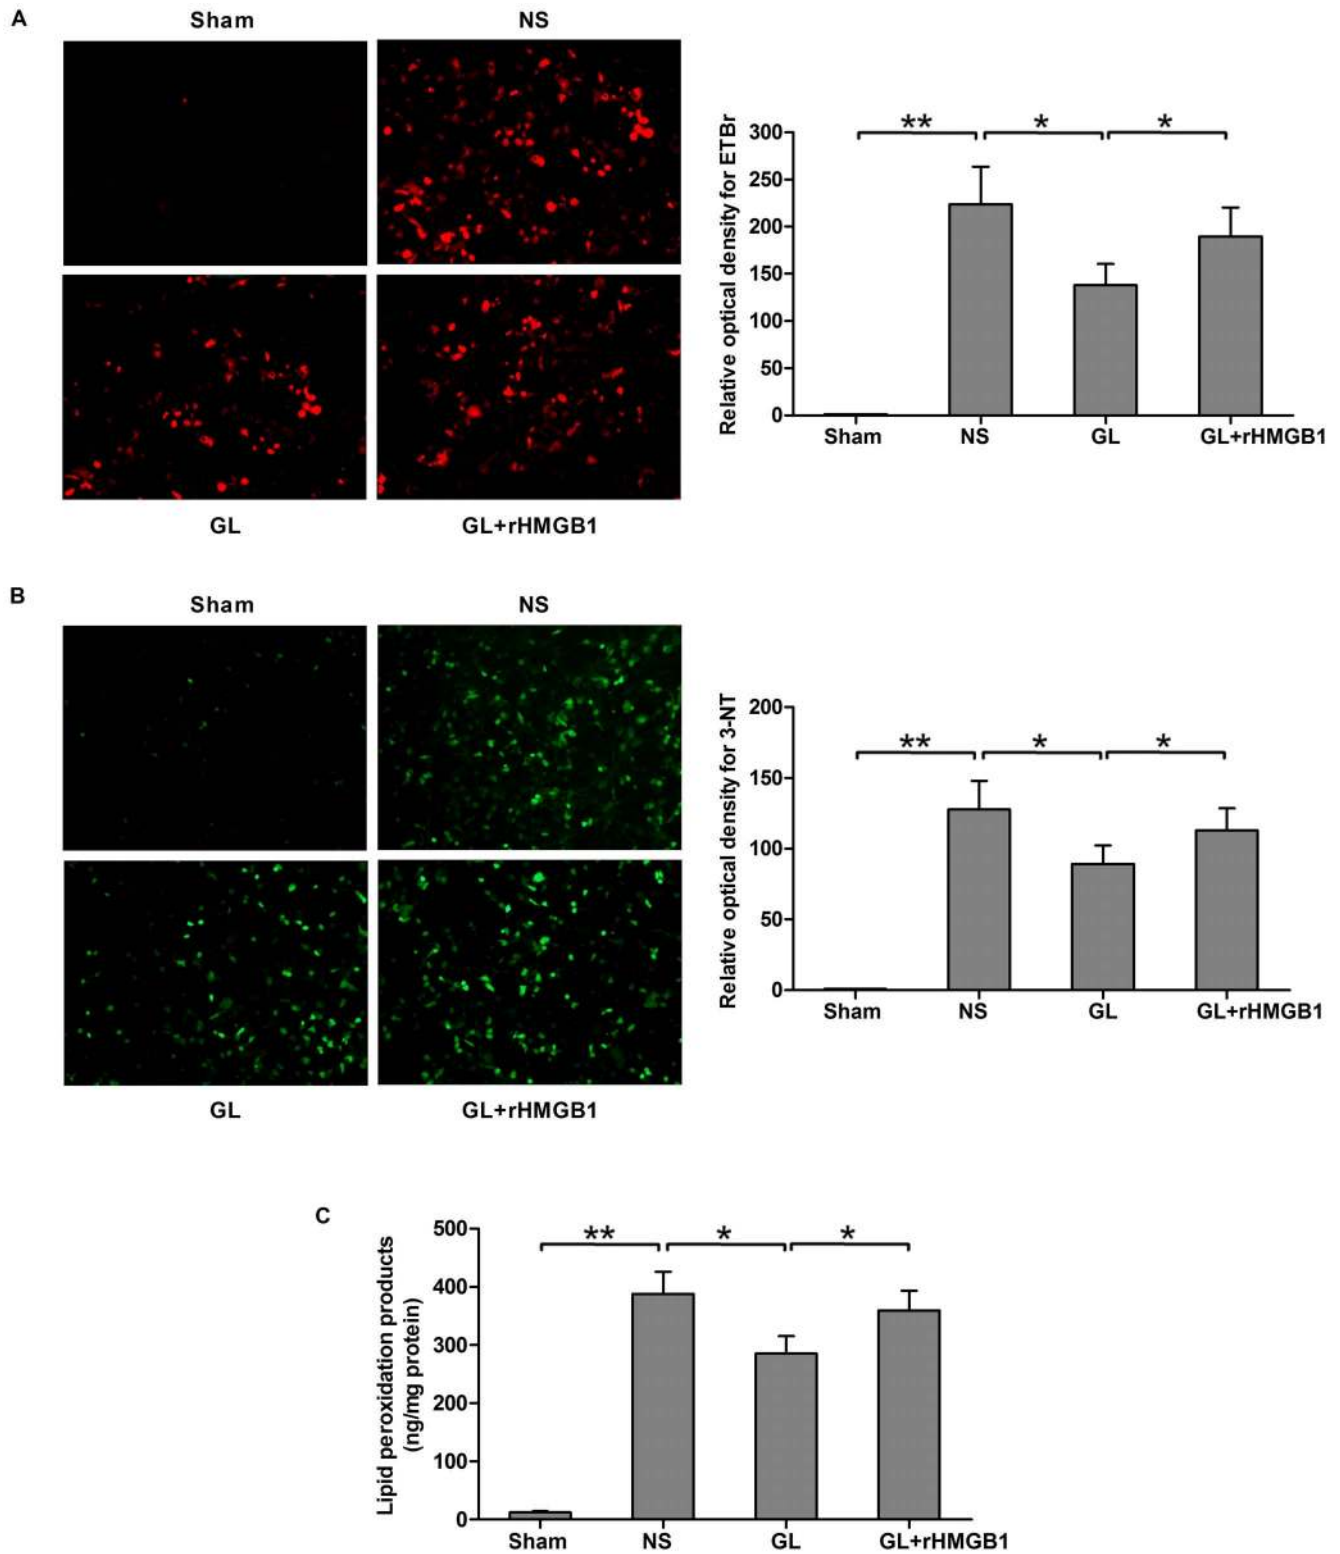 A
Sham
NS
GL
GL+rHMGB1
Relative optical density for ETBr
300
250
200
150
100
50
0
**
*
*
Sham
NS
GL
GL+rHMGB1
B
Sham
NS
GL
GL+rHMGB1
Relative optical density for 3-NT
200
150
100
50
0
**
*
*
Sham
NS
GL
GL+rHMGB1
C
Lipid peroxidation products
(ng/mg protein)
500
400
300
200
100
0
**
*
*
Sham
NS
GL
GL+rHMGB1